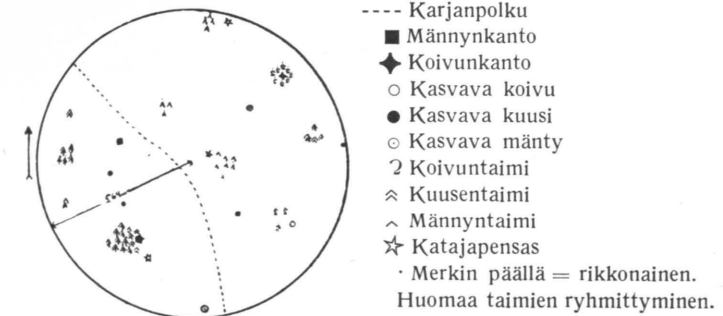 Karjanpolku
Männynkanto
Koivunkanto
Kasvava koivu
Kasvava kuusi
Kasvava mänty
Koivuntaimi
Kuusentaimi
Männyntaimi
Katajapensas
· Merkin päällä = rikkonainen.
Huomaa taimien ryhmittyminen.